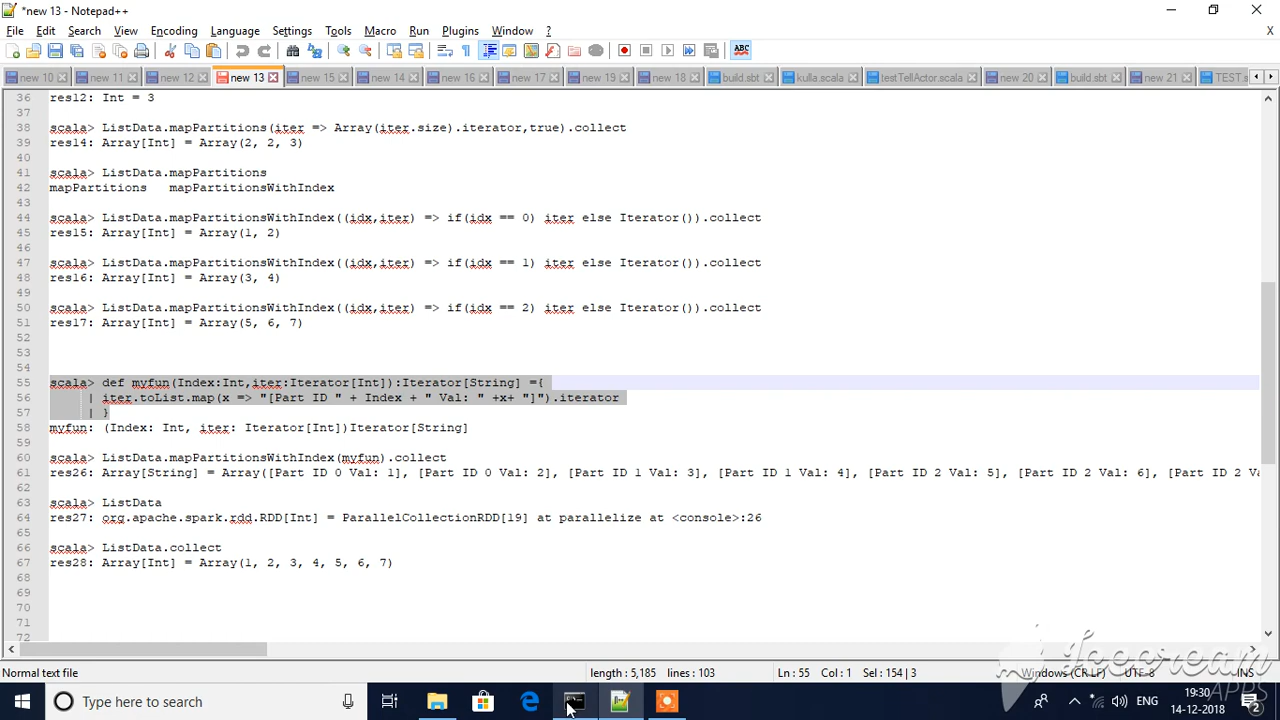 *new 13 - Notepad++
File Edit Search View Encoding Language Settings Tools Macro Run Plugins Window ?
X
ABC
new 10 new 11 new 12 new 13 new 15 new 14 new 16 new 17 new 19 new 18 build.sbt kulla.scala testTellActor.scala new 20 build.sbt new 21 TEST.s
36 res12: Int = 3
37
38 scala> ListData.mapPartitions(iter => Array(iter.size).iterator,true).collect
39 res14: Array[Int] = Array(2, 2, 3)
40
41 scala> ListData.mapPartitions
42 mapPartitions mapPartitionsWithIndex
43
44 scala> ListData.mapPartitionsWithIndex((idx,iter) => if(idx == 0) iter else Iterator()).collect
45 res15: Array[Int] = Array(1, 2)
46
47 scala> ListData.mapPartitionsWithIndex((idx,iter) => if(idx == 1) iter else Iterator()).collect
48 res16: Array[Int] = Array(3, 4)
49
50 scala> ListData.mapPartitionsWithIndex((idx,iter) => if(idx == 2) iter else Iterator()).collect
51 res17: Array[Int] = Array(5, 6, 7)
52
53
54
55 scala> def myfun(Index:Int,iter:Iterator[Int]):Iterator[String] ={
56 | iter.toList.map(x => "[Part ID " + Index + " Val: " +x+ "]").iterator
57 | }
58 myfun: (Index: Int, iter: Iterator[Int])Iterator[String]
59
60 scala> ListData.mapPartitionsWithIndex(myfun).collect
61 res26: Array[String] = Array([Part ID 0 Val: 1], [Part ID 0 Val: 2], [Part ID 1 Val: 3], [Part ID 1 Val: 4], [Part ID 2 Val: 5], [Part ID 2 Val: 6], [Part ID 2 Va
62
63 scala> ListData
64 res27: org.apache.spark.rdd.RDD[Int] = ParallelCollectionRDD[19] at parallelize at <console>:26
65
66 scala> ListData.collect
67 res28: Array[Int] = Array(1, 2, 3, 4, 5, 6, 7)
68
69
70
71
72
Normal text file length : 5,185 lines : 103 Ln : 55 Col : 1 Sel : 154 | 3 Windows (CR LF) UTF-8 INS
Icecream
APPS
Type here to search
ENG
19:30
14-12-2018
2